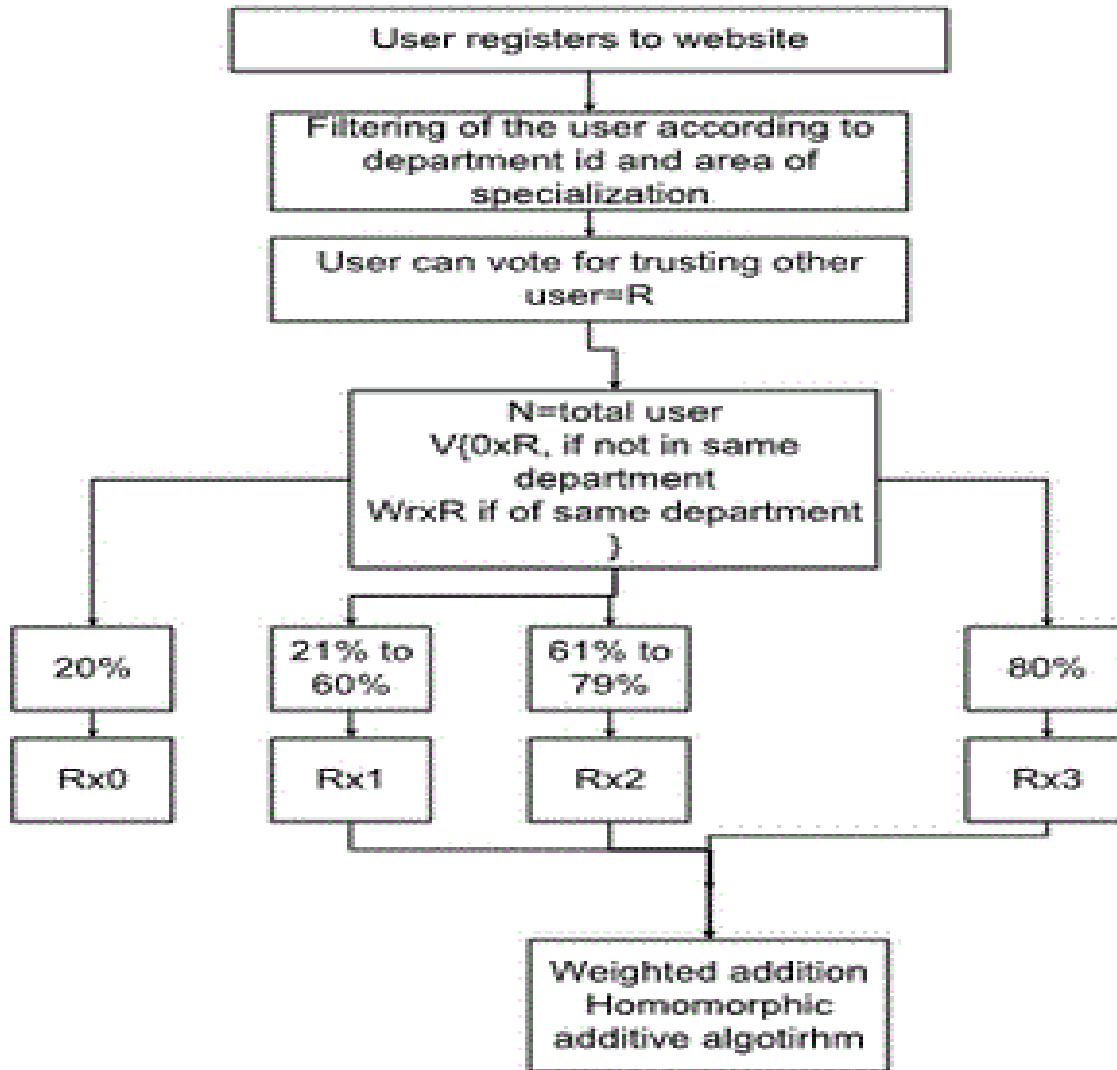 User registers to website
Filtering of the user according to
department id and area of
specialization
User can vote for trusting other
user=R
N=total user
V{0xR, if not in same
department
WrxR if of same department
}
20%
21% to
60%
61% to
79%
80%
Rx0
Rx1
Rx2
Rx3
Weighted addition
Homomorphic
additive algotirhm